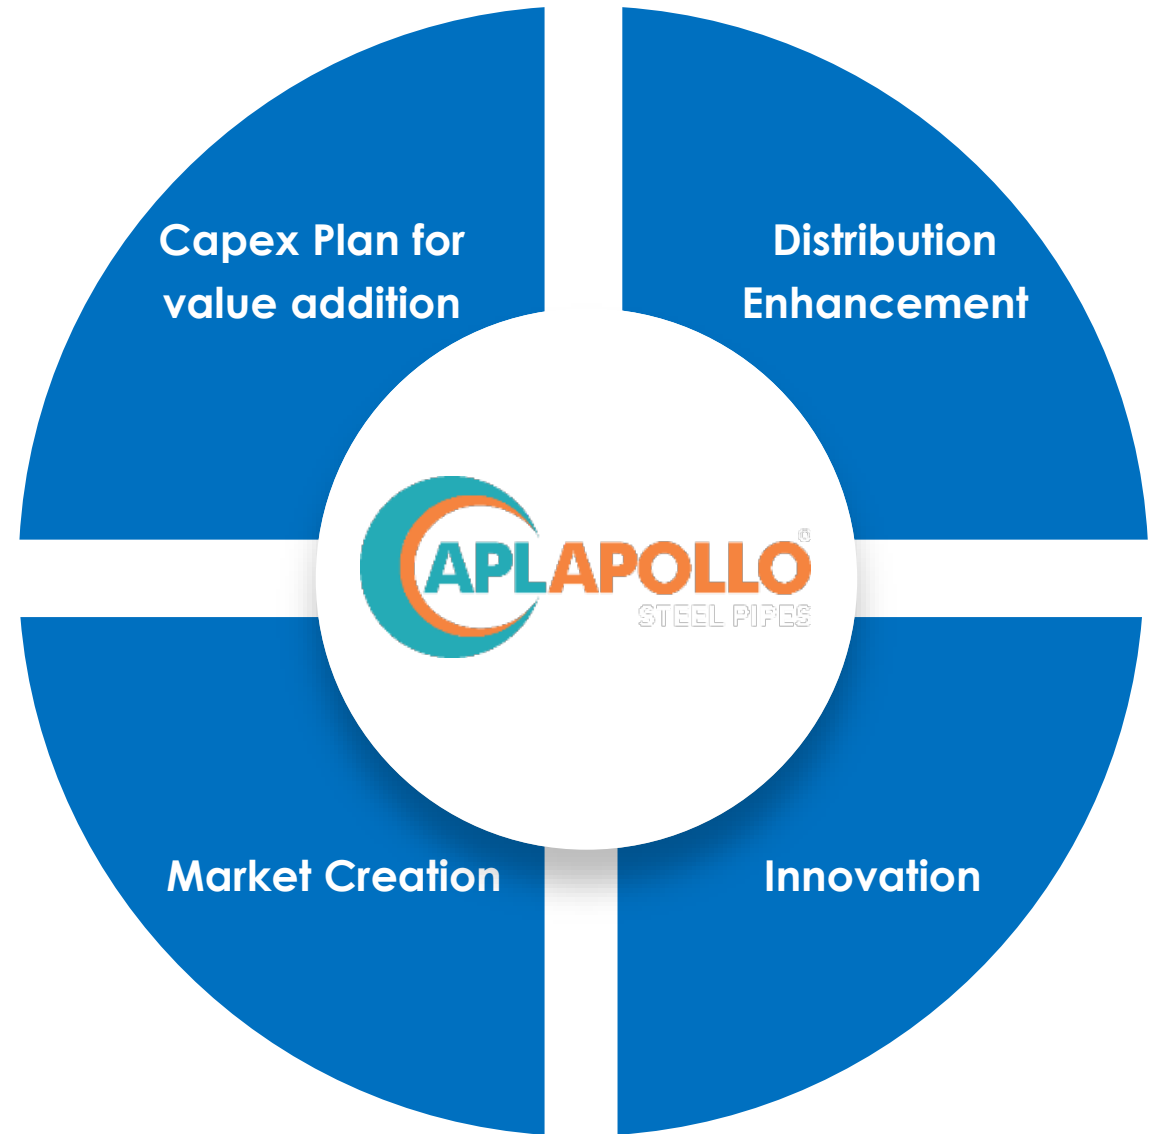 Capex Plan for
value addition
Distribution
Enhancement
APLAPOLLO®
STEEL PIPES
Market Creation
Innovation